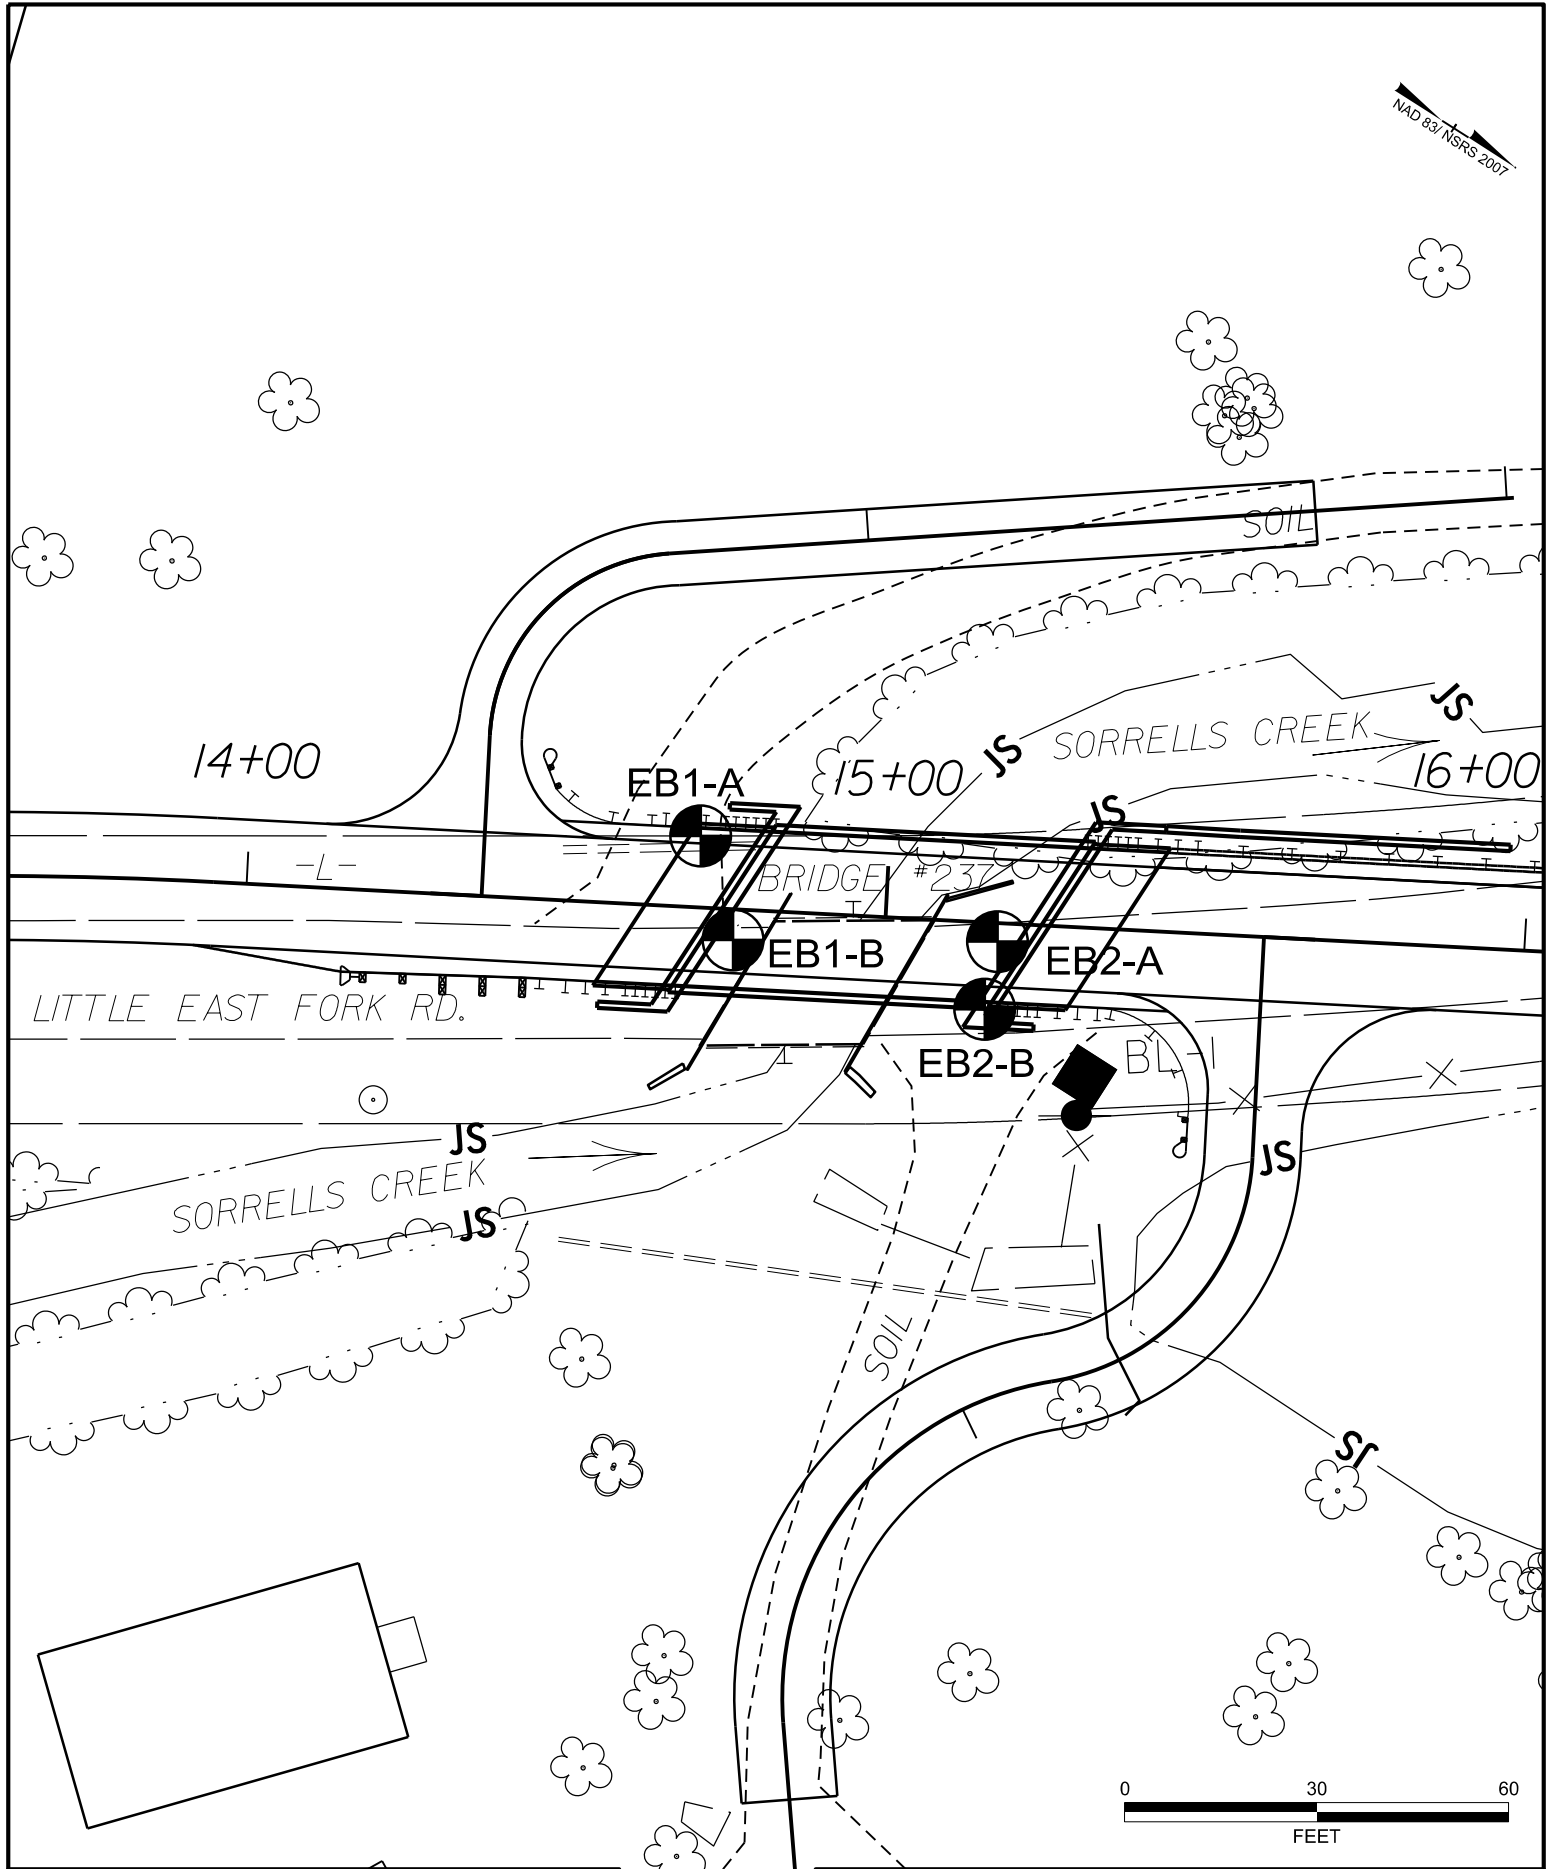 NAD 83/ NSRS 2007
SOIL
JS
SORRELLS CREEK
14+00
EB1-A
15+00
JS
16+00
JS
-L-
BRIDGE #237
EB1-B
EB2-A
LITTLE EAST FORK RD.
EB2-B
BL-1
JS
JS
SORRELLS CREEK
JS
SOIL
JS
0 30 60
FEET